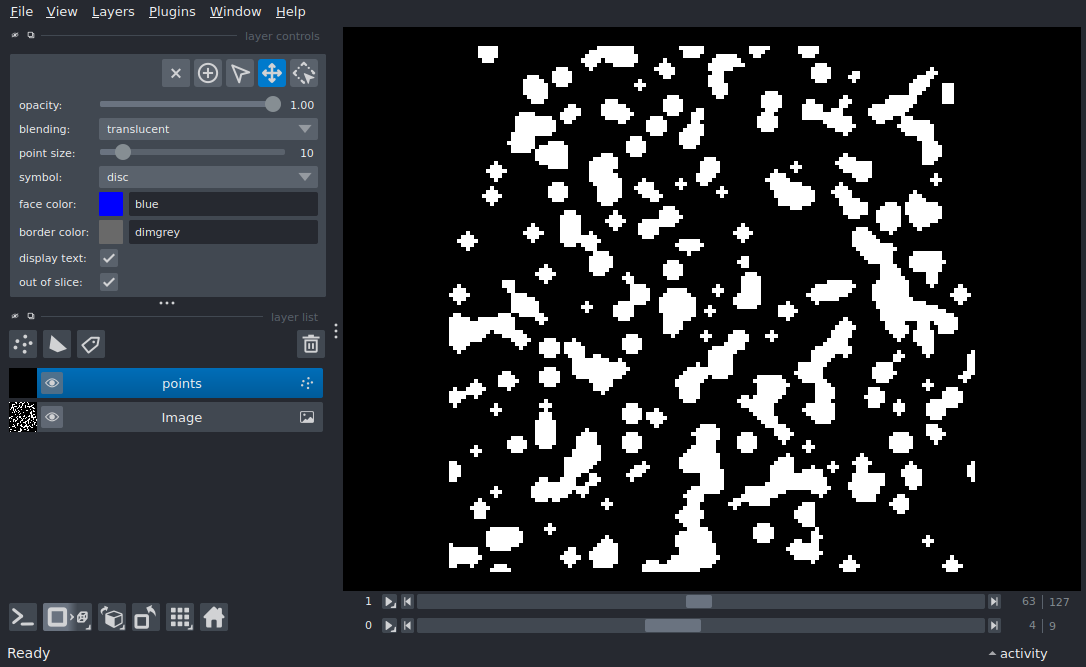 File View Layers Plugins Window Help
layer controls
opacity: 1.00
blending: translucent
point size: 10
symbol: disc
face color: blue
border color: dimgrey
display text:
out of slice:
layer list
points
Image
1 63 | 127
0 4 | 9
Ready activity